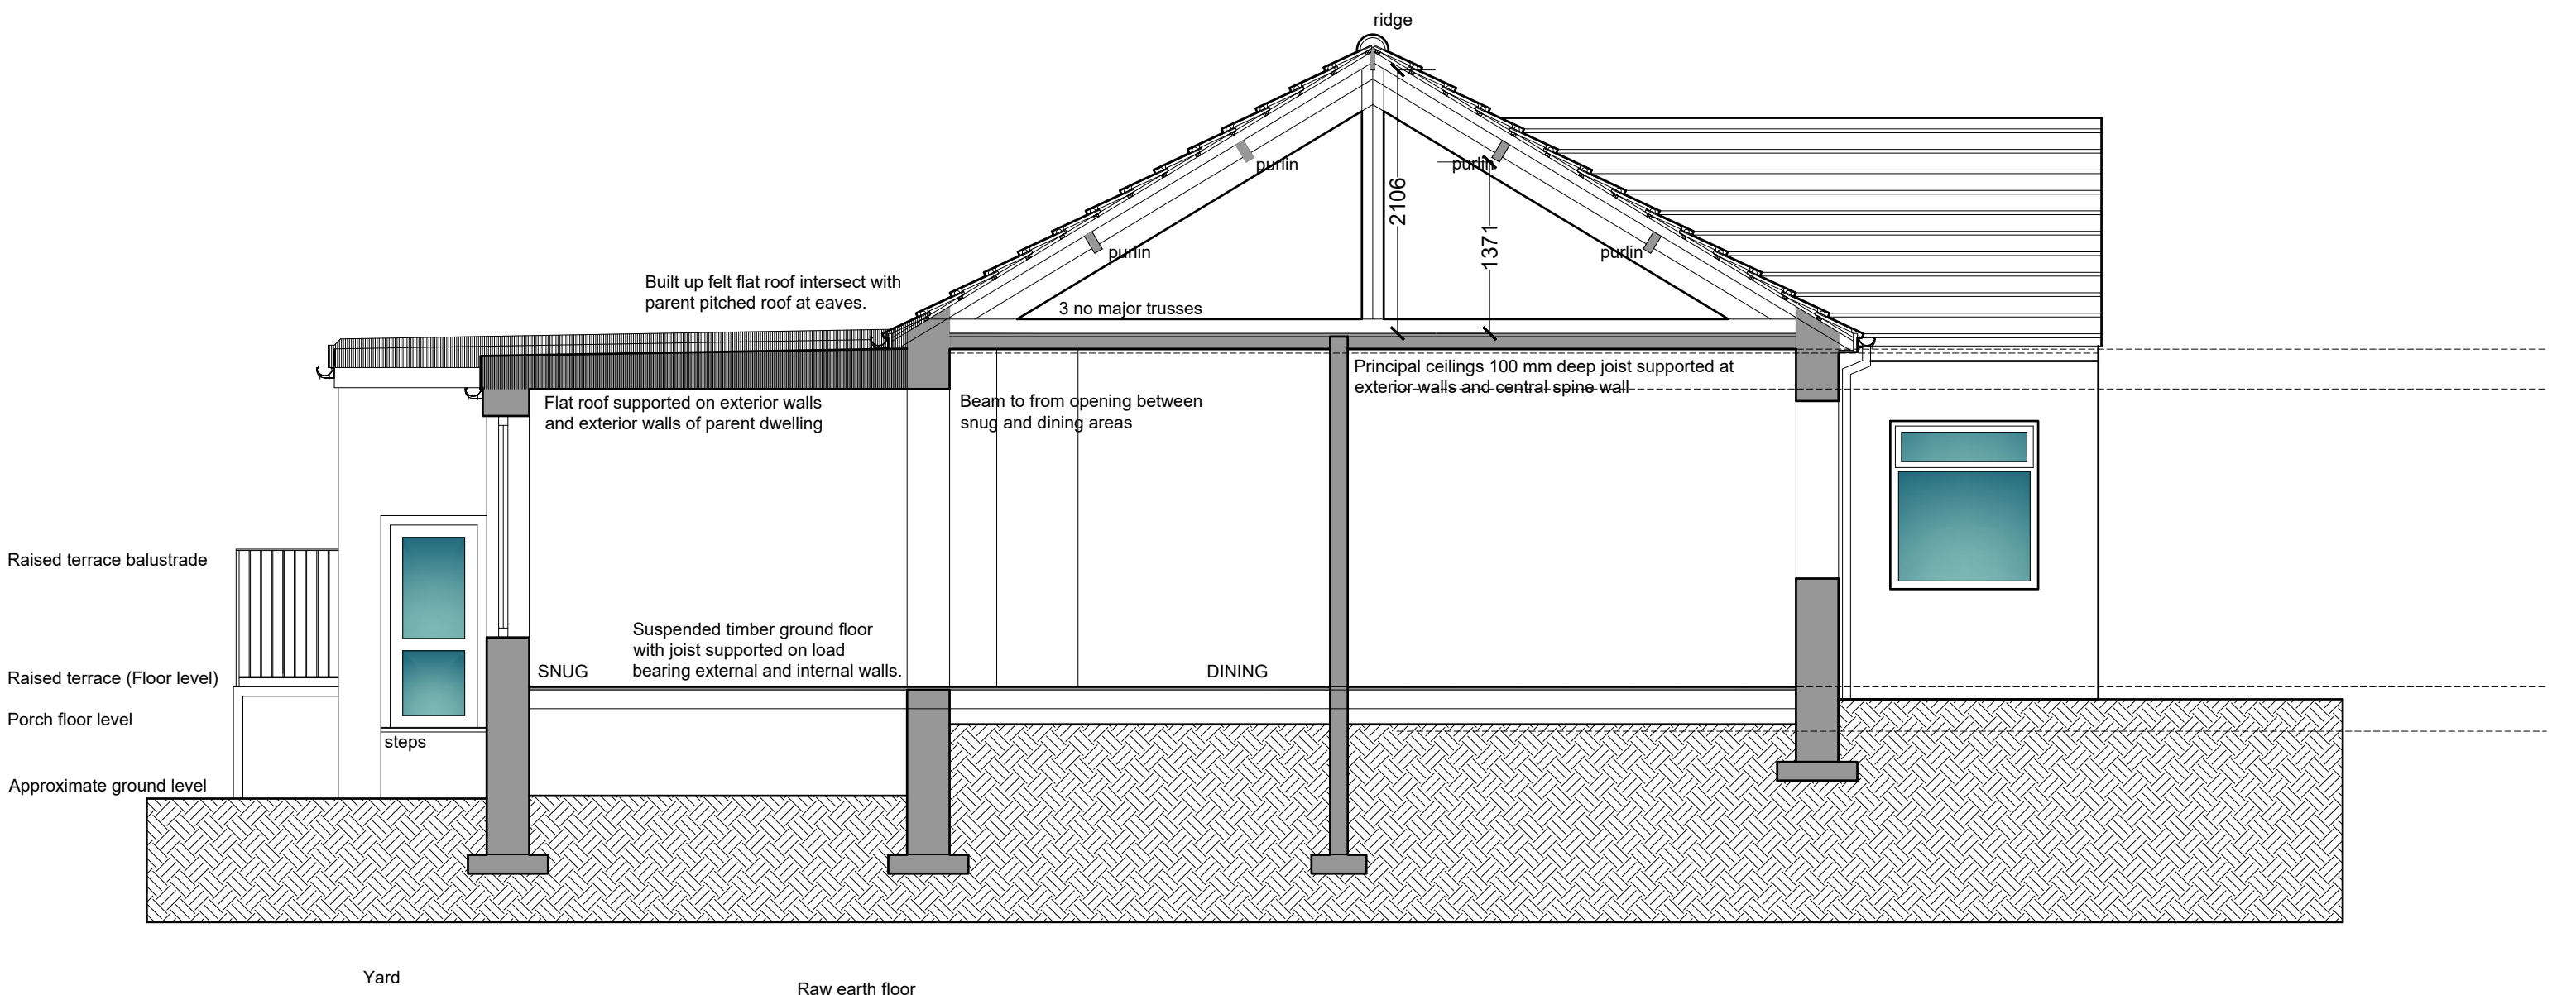 ridge
purlin
purlin
2106
1371
purlin
purlin
Built up felt flat roof intersect with
parent pitched roof at eaves.
3 no major trusses
Principal ceilings 100 mm deep joist supported at
exterior walls and central spine wall
Flat roof supported on exterior walls
and exterior walls of parent dwelling
Beam to from opening between
snug and dining areas
Raised terrace balustrade
Suspended timber ground floor
with joist supported on load
bearing external and internal walls.
SNUG
DINING
Raised terrace (Floor level)
Porch floor level
steps
Approximate ground level
Yard
Raw earth floor